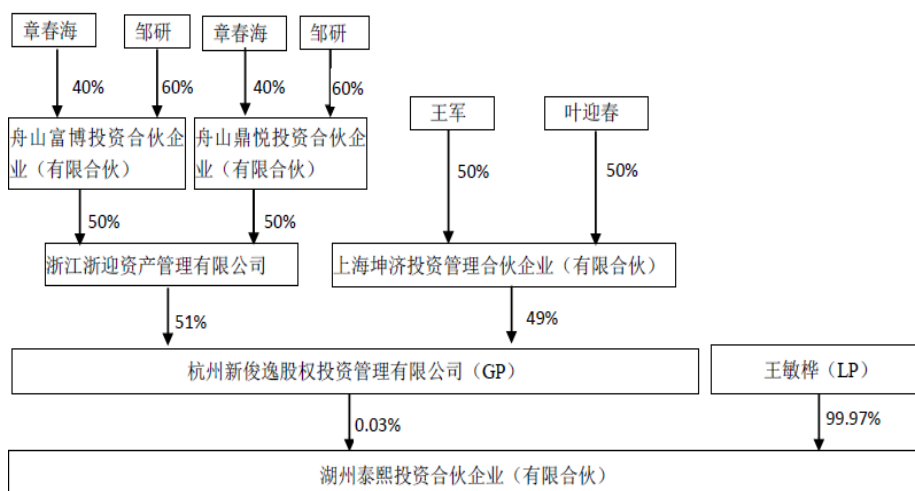 章春海
邹研
章春海
邹研
40%
60%
40%
60%
王军
叶迎春
舟山富博投资合伙企
业（有限合伙）
舟山鼎悦投资合伙企
业（有限合伙）
50%
50%
50%
50%
浙江浙迎资产管理有限公司
上海坤济投资管理合伙企业（有限合伙）
51%
49%
杭州新俊逸股权投资管理有限公司（GP）
王敏桦（LP）
0.03%
99.97%
湖州泰熙投资合伙企业（有限合伙）